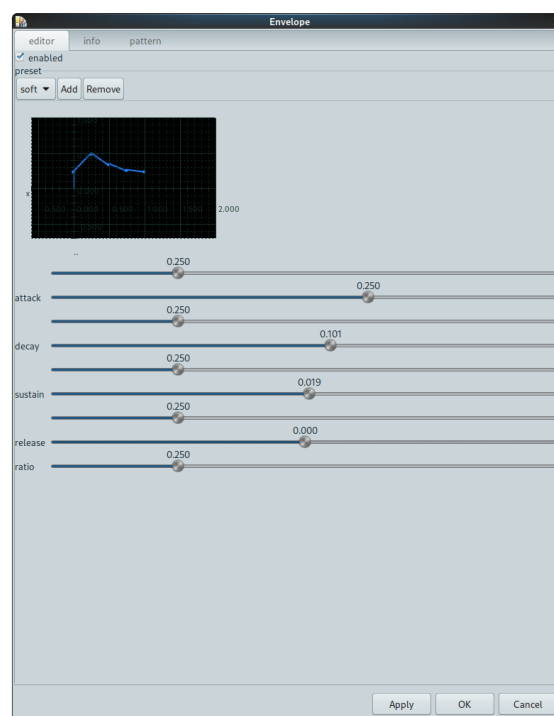 Envelope
editor info pattern
enabled
preset
soft Add Remove
x
-0.500 0.000 0.500 1.000 1.500 2.000
..
0.250
0.250
attack
0.250
0.101
decay
0.250
0.019
sustain
0.250
0.000
release
0.250
ratio
Apply OK Cancel